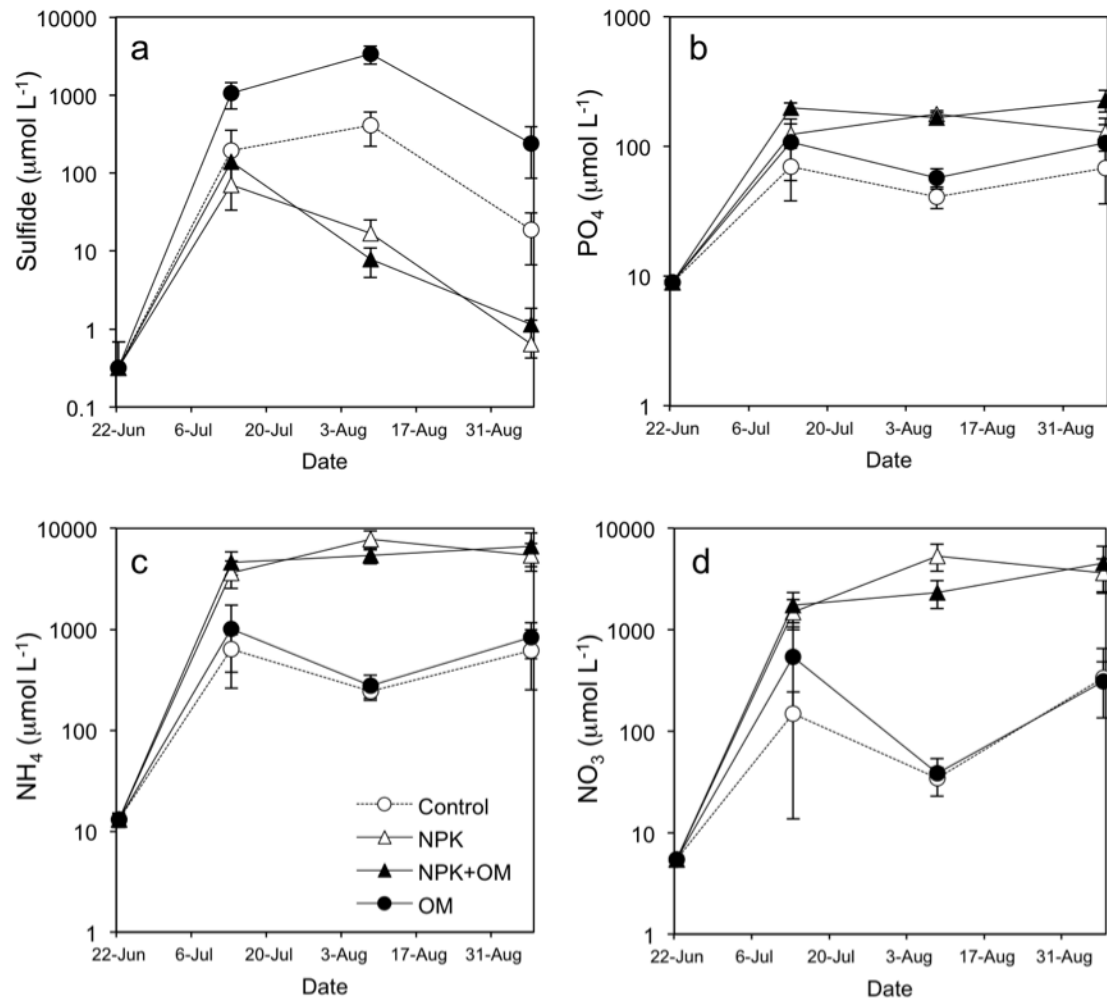 a
Sulfide (μmol L⁻¹)
10000
1000
100
10
1
0.1
22-Jun 6-Jul 20-Jul 3-Aug 17-Aug 31-Aug
Date
b
PO₄ (μmol L⁻¹)
1000
100
10
1
22-Jun 6-Jul 20-Jul 3-Aug 17-Aug 31-Aug
Date
c
NH₄ (μmol L⁻¹)
10000
1000
100
10
1
Control
NPK
NPK+OM
OM
22-Jun 6-Jul 20-Jul 3-Aug 17-Aug 31-Aug
Date
d
NO₃ (μmol L⁻¹)
10000
1000
100
10
1
22-Jun 6-Jul 20-Jul 3-Aug 17-Aug 31-Aug
Date